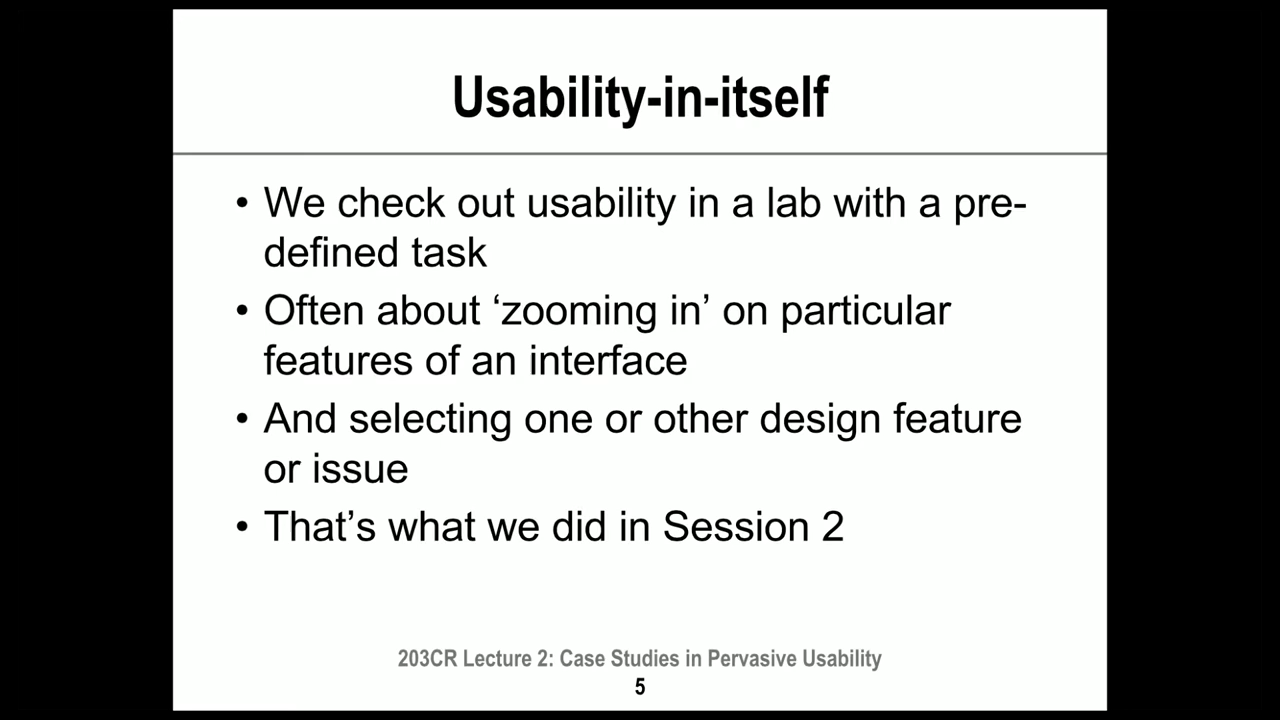 Usability-in-itself
• We check out usability in a lab with a pre-
defined task
• Often about ‘zooming in’ on particular
features of an interface
• And selecting one or other design feature
or issue
• That’s what we did in Session 2
203CR Lecture 2: Case Studies in Pervasive Usability
5